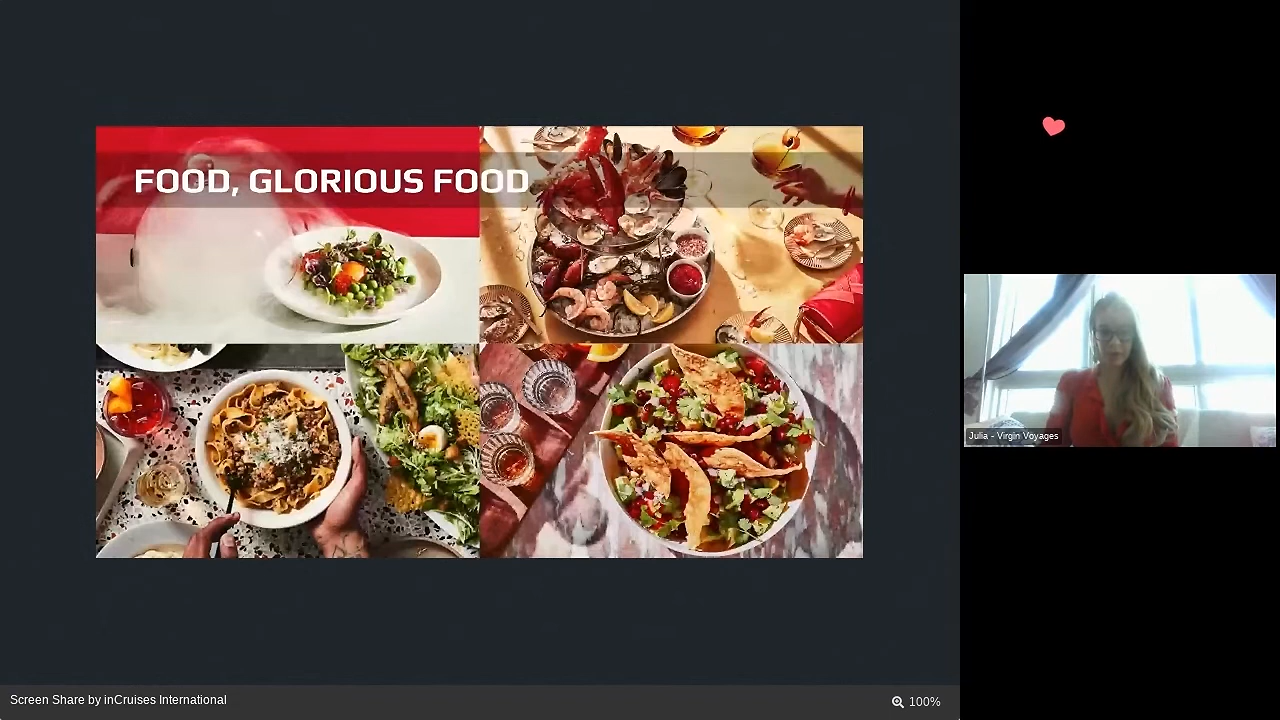 FOOD, GLORIOUS FOOD
Julia - Virgin Voyages
Screen Share by inCruises International
100%